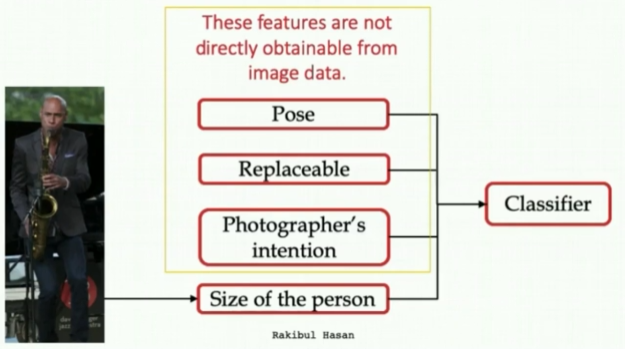 These features are not
directly obtainable from
image data.
Pose
Replaceable
Photographer's
intention
Classifier
Size of the person
Rakibul Hasan